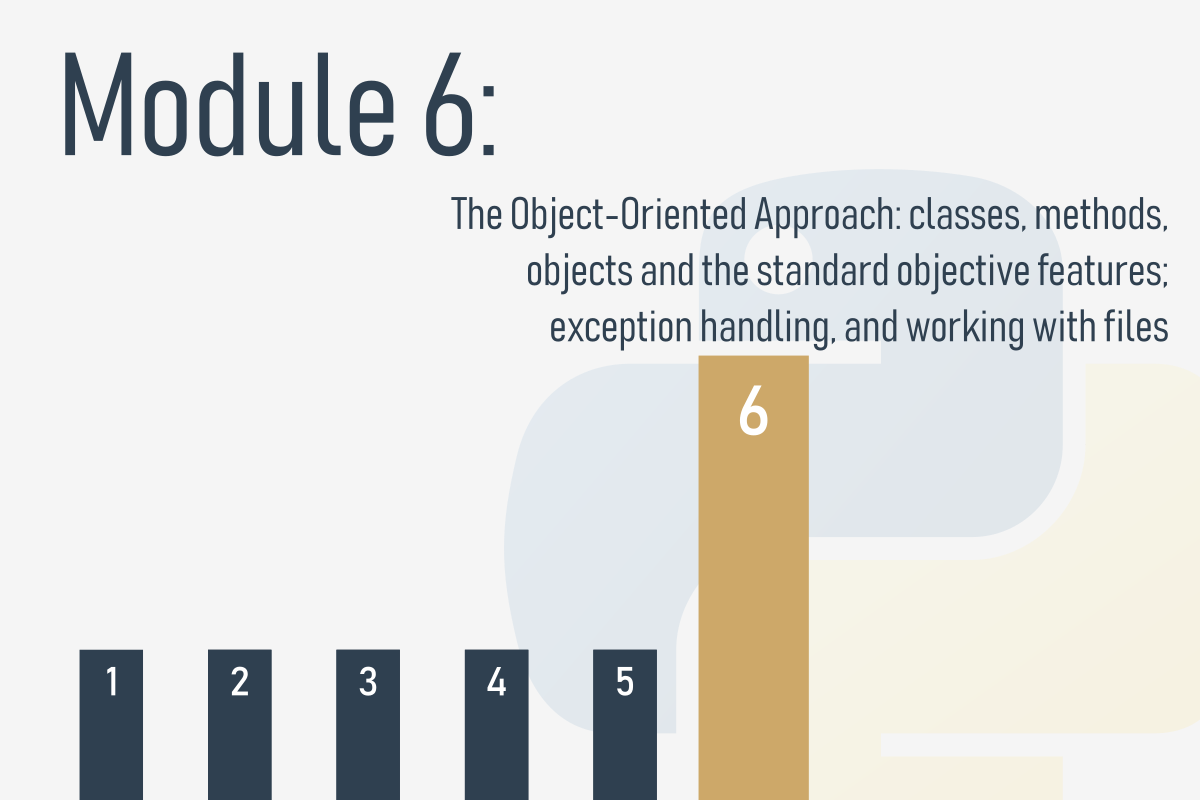 Module 6:
The Object-Oriented Approach: classes, methods,
objects and the standard objective features;
exception handling, and working with files
6
1 2 3 4 5